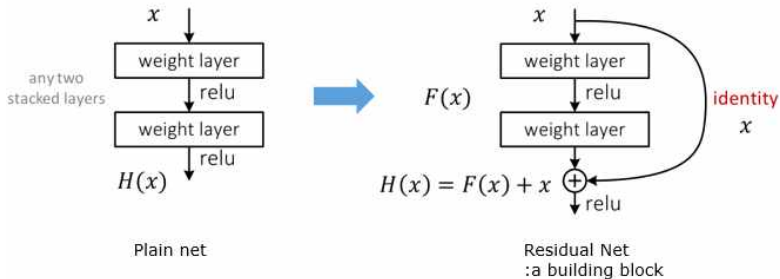 x
weight layer
any two
stacked layers
relu
weight layer
relu
H(x)
Plain net
x
weight layer
F(x)
relu
identity
x
weight layer
H(x) = F(x) + x
+
relu
Residual Net
:a building block